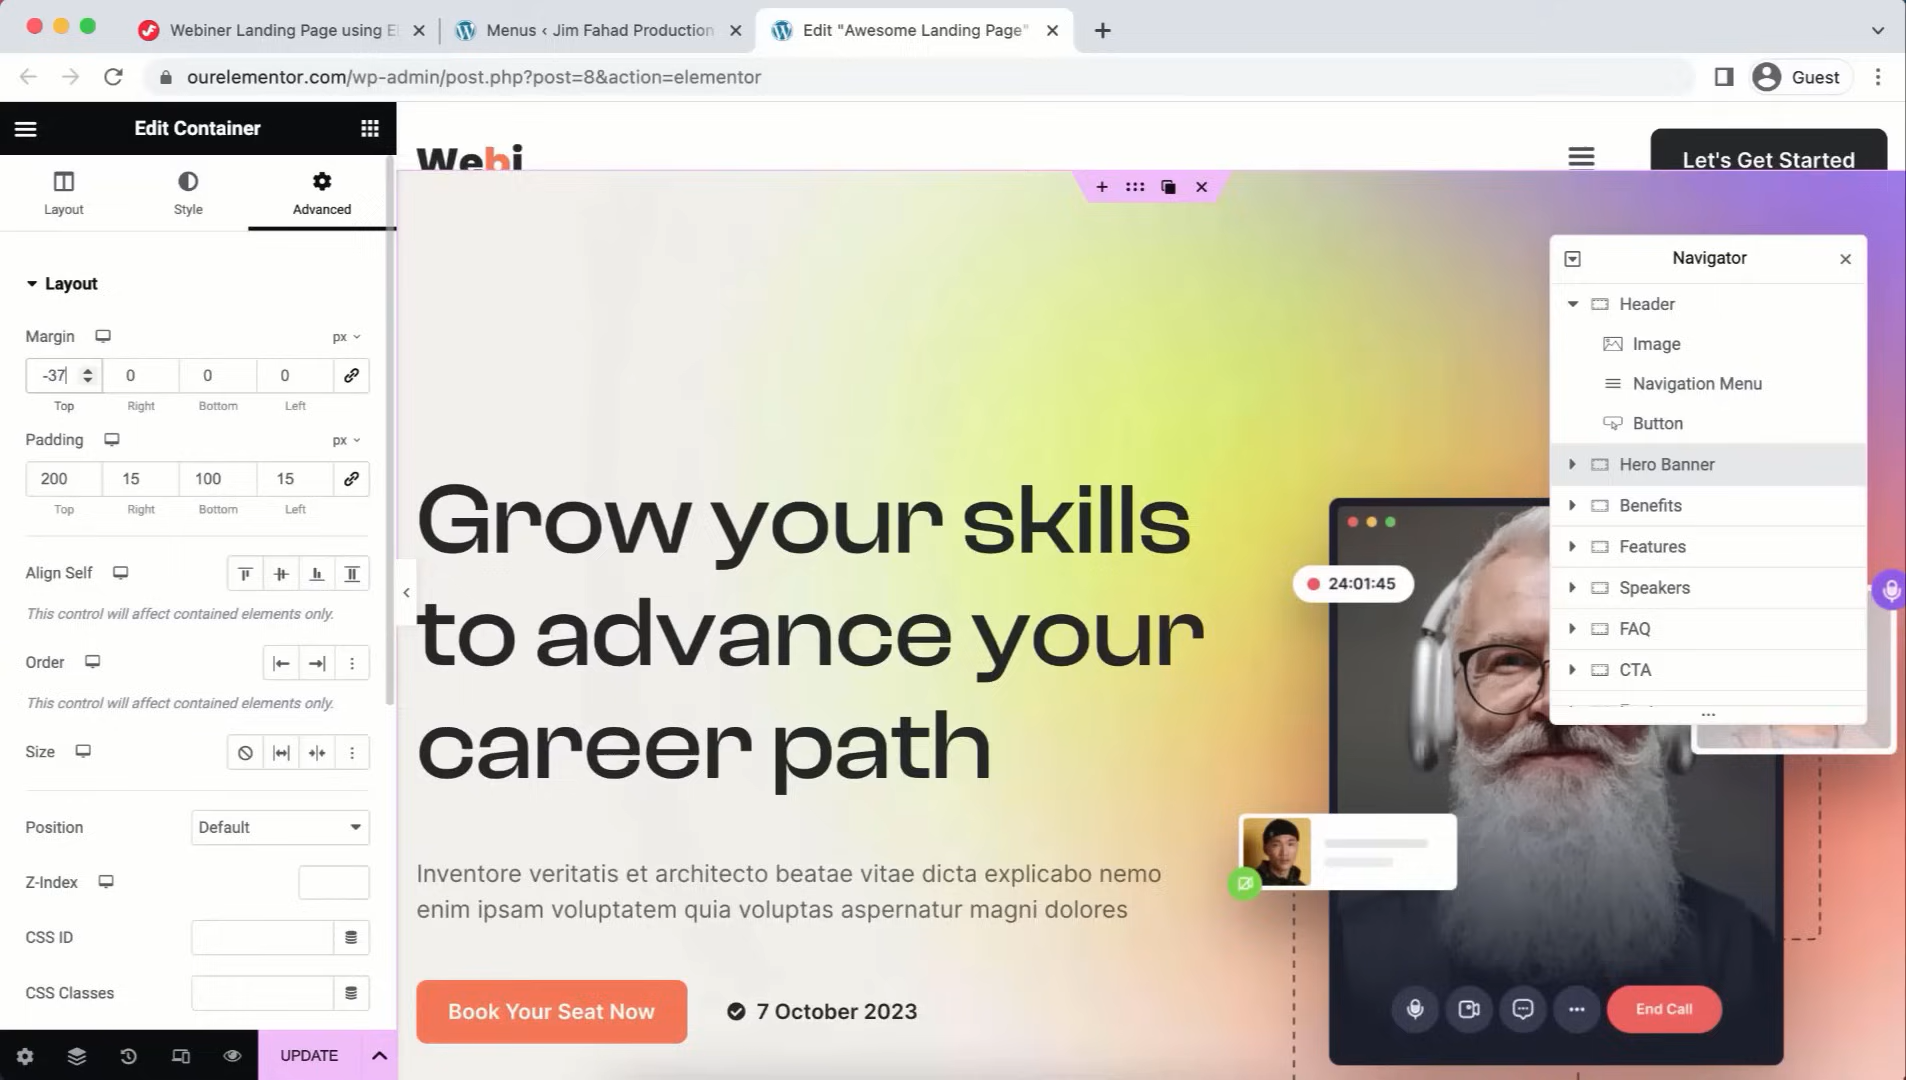 Webiner Landing Page using El
Menus ‹ Jim Fahad Production
Edit "Awesome Landing Page"
ourelementor.com/wp-admin/post.php?post=8&action=elementor
Guest
Edit Container
Layout
Style
Advanced
Layout
Margin
px
-37
0
0
0
Top
Right
Bottom
Left
Padding
px
200
15
100
15
Top
Right
Bottom
Left
Align Self
This control will affect contained elements only.
Order
This control will affect contained elements only.
Size
Position
Default
Z-Index
CSS ID
CSS Classes
UPDATE
Webi
Let's Get Started
Grow your skills
to advance your
career path
Inventore veritatis et architecto beatae vitae dicta explicabo nemo
enim ipsam voluptatem quia voluptas aspernatur magni dolores
Book Your Seat Now
7 October 2023
24:01:45
End Call
Navigator
Header
Image
Navigation Menu
Button
Hero Banner
Benefits
Features
Speakers
FAQ
CTA